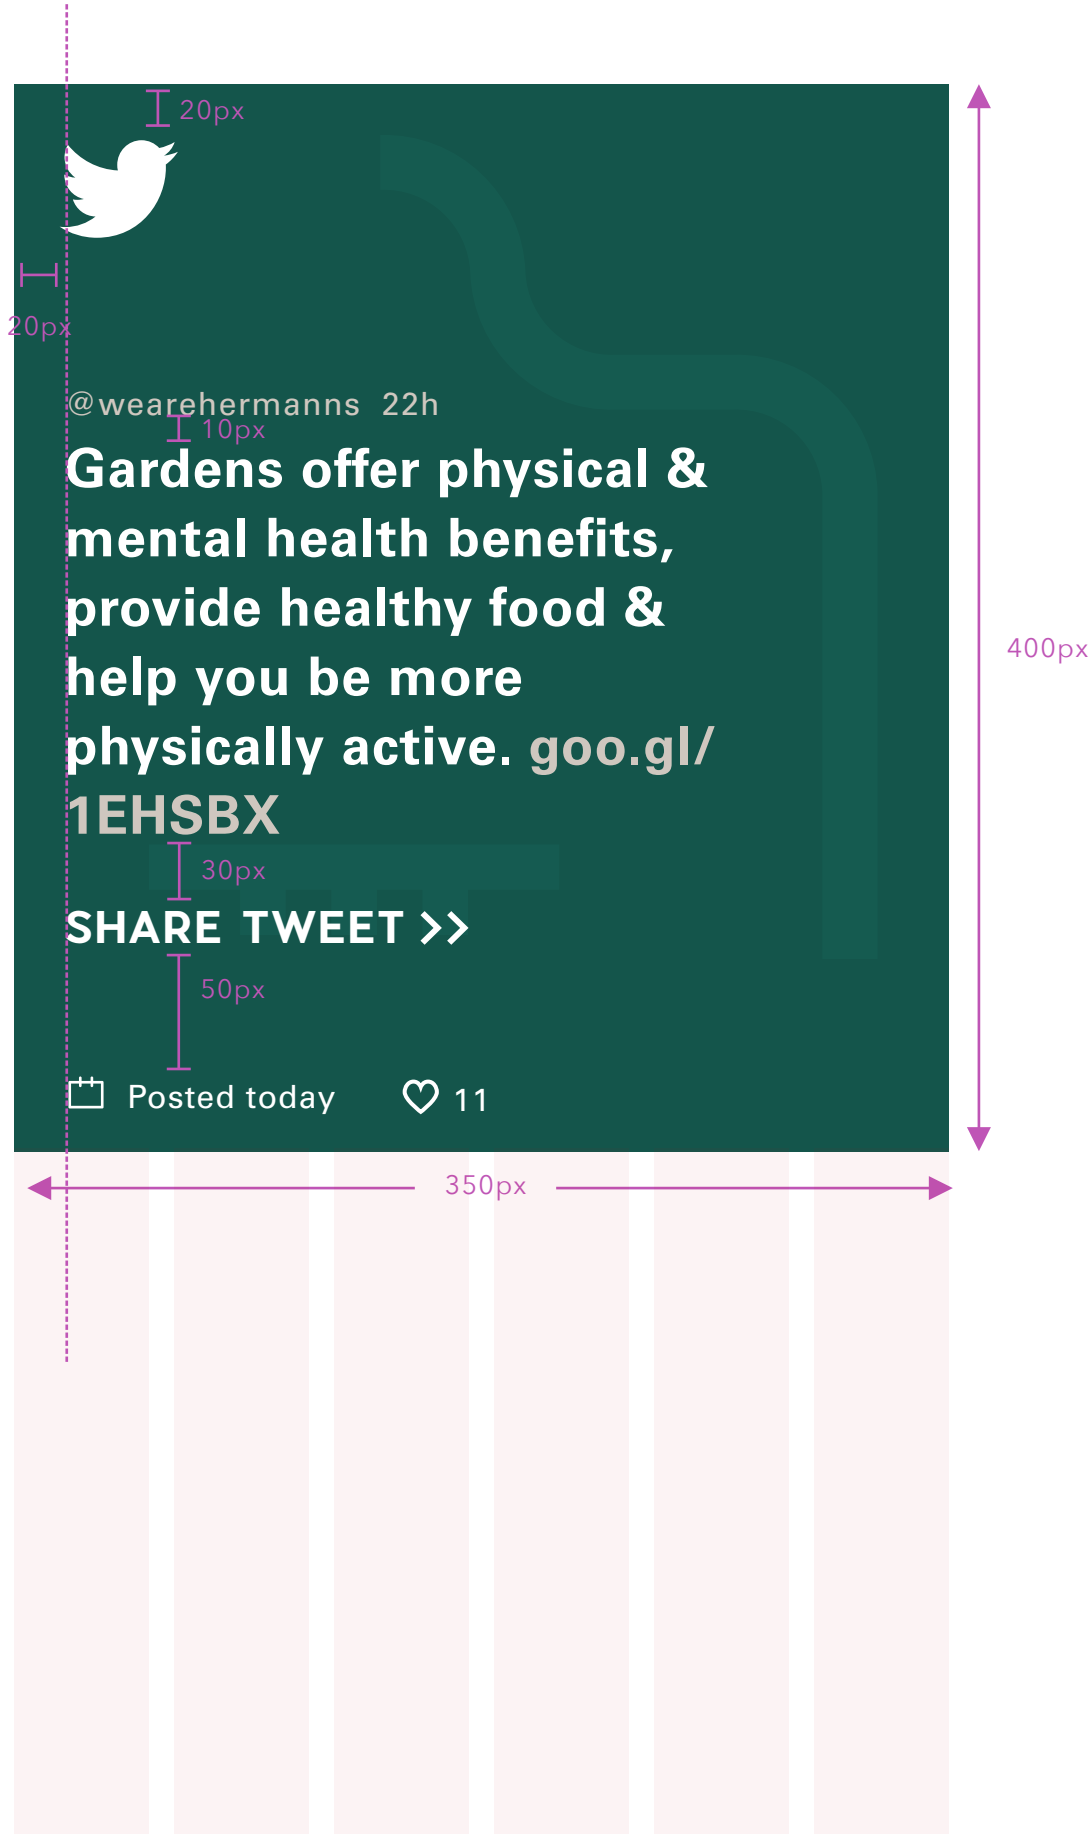 20px
20px
@wearehermanns 22h
10px
Gardens offer physical &
mental health benefits,
provide healthy food &
help you be more
physically active. goo.gl/
1EHSBX
400px
30px
SHARE TWEET >>
50px
Posted today 11
350px